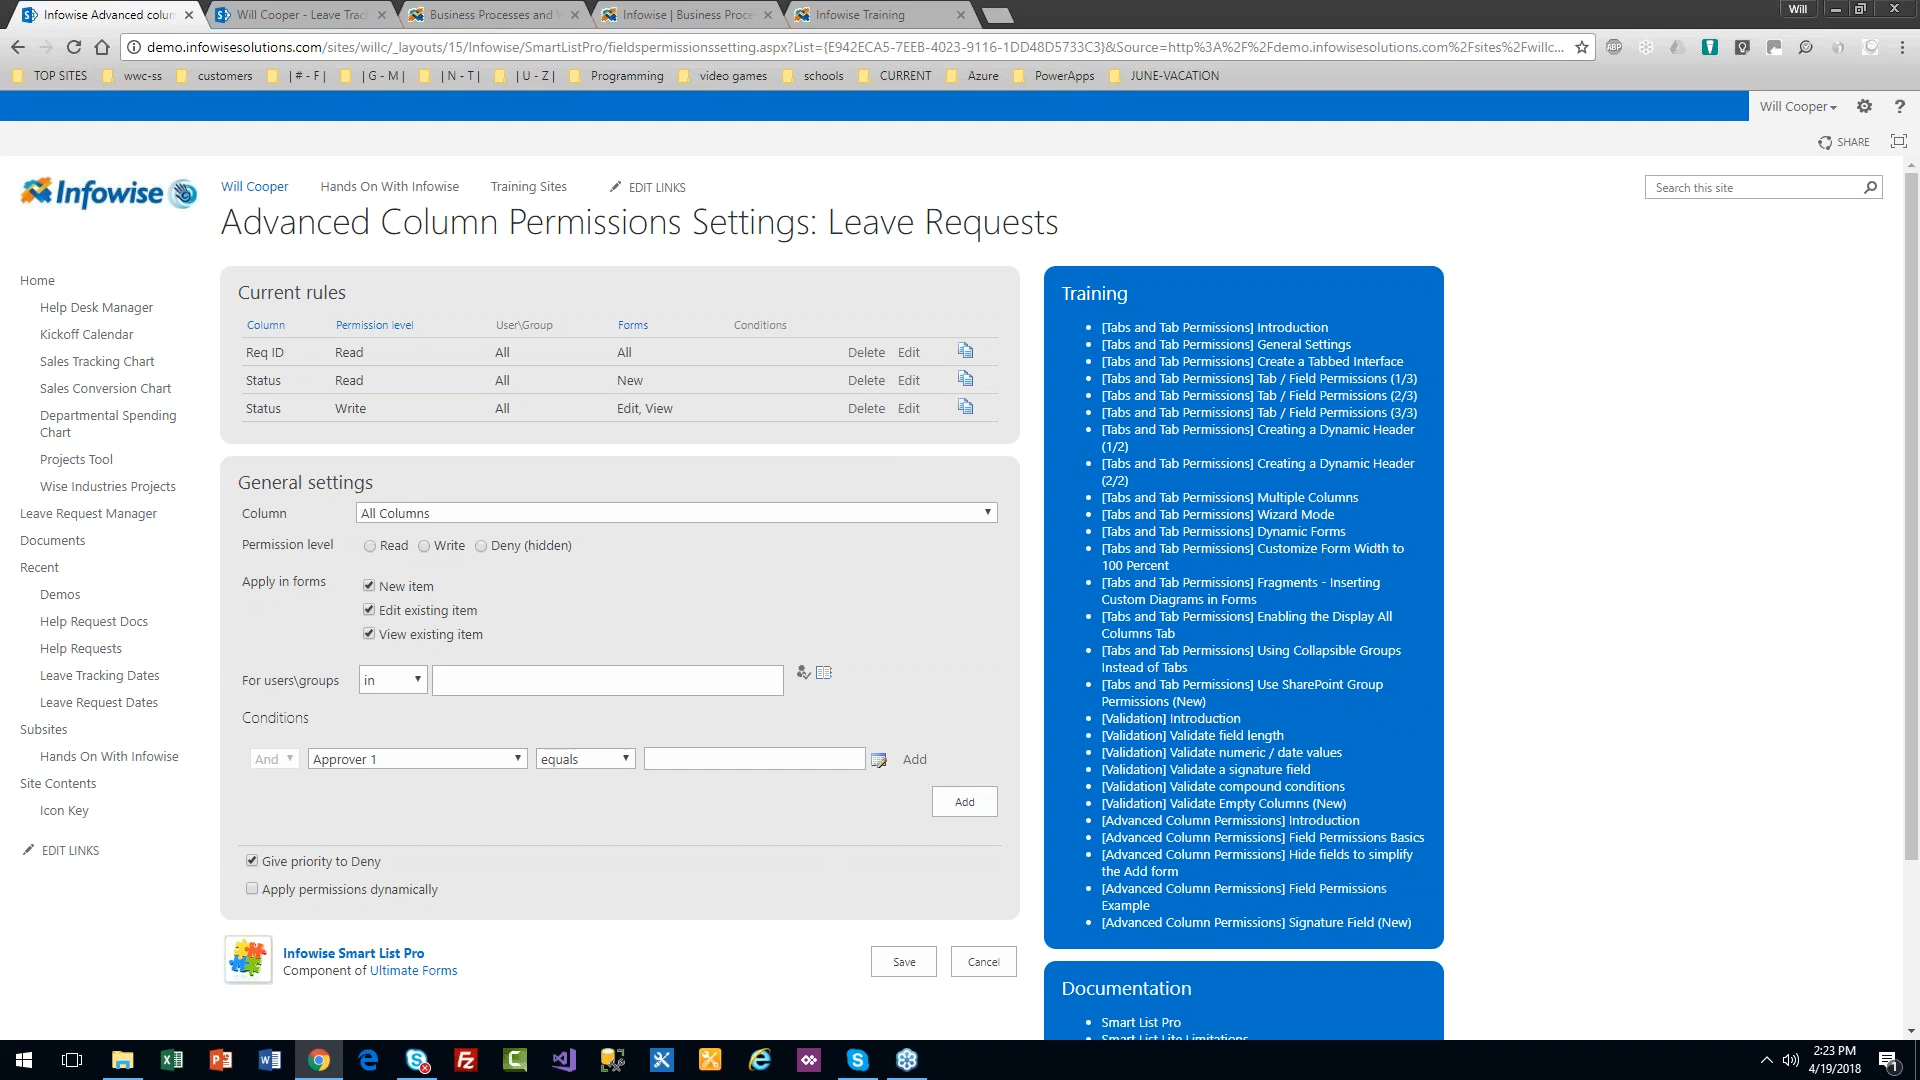 Infowise Advanced colun
Will Cooper - Leave Trac
Business Processes and W
Infowise | Business Proce
Infowise Training
Will
demo.infowisesolutions.com/sites/willc/_layouts/15/Infowise/SmartListPro/fieldspermissionssetting.aspx?List={E942ECA5-7EEB-4023-9116-1DD48D5733C3}&Source=http%3A%2F%2Fdemo.infowisesolutions.com%2Fsites%2Fwillc...
TOP SITES wwc-ss customers | # - F | | G - M | | N - T | | U - Z | Programming video games schools CURRENT Azure PowerApps JUNE-VACATION
Will Cooper
SHARE
Infowise
Will Cooper Hands On With Infowise Training Sites EDIT LINKS
Search this site
Advanced Column Permissions Settings: Leave Requests
Home
Help Desk Manager
Kickoff Calendar
Sales Tracking Chart
Sales Conversion Chart
Departmental Spending
Chart
Projects Tool
Wise Industries Projects
Leave Request Manager
Documents
Recent
Demos
Help Request Docs
Help Requests
Leave Tracking Dates
Leave Request Dates
Subsites
Hands On With Infowise
Site Contents
Icon Key
EDIT LINKS
Current rules
Column Permission level User\Group Forms Conditions
Req ID Read All All Delete Edit
Status Read All New Delete Edit
Status Write All Edit, View Delete Edit
General settings
Column All Columns
Permission level Read Write Deny (hidden)
Apply in forms New item
Edit existing item
View existing item
For users\groups in
Conditions
And Approver 1 equals Add
Add
Give priority to Deny
Apply permissions dynamically
Infowise Smart List Pro
Component of Ultimate Forms
Save Cancel
Training
[Tabs and Tab Permissions] Introduction
[Tabs and Tab Permissions] General Settings
[Tabs and Tab Permissions] Create a Tabbed Interface
[Tabs and Tab Permissions] Tab / Field Permissions (1/3)
[Tabs and Tab Permissions] Tab / Field Permissions (2/3)
[Tabs and Tab Permissions] Tab / Field Permissions (3/3)
[Tabs and Tab Permissions] Creating a Dynamic Header
(1/2)
[Tabs and Tab Permissions] Creating a Dynamic Header
(2/2)
[Tabs and Tab Permissions] Multiple Columns
[Tabs and Tab Permissions] Wizard Mode
[Tabs and Tab Permissions] Dynamic Forms
[Tabs and Tab Permissions] Customize Form Width to
100 Percent
[Tabs and Tab Permissions] Fragments - Inserting
Custom Diagrams in Forms
[Tabs and Tab Permissions] Enabling the Display All
Columns Tab
[Tabs and Tab Permissions] Using Collapsible Groups
Instead of Tabs
[Tabs and Tab Permissions] Use SharePoint Group
Permissions (New)
[Validation] Introduction
[Validation] Validate field length
[Validation] Validate numeric / date values
[Validation] Validate a signature field
[Validation] Validate compound conditions
[Validation] Validate Empty Columns (New)
[Advanced Column Permissions] Introduction
[Advanced Column Permissions] Field Permissions Basics
[Advanced Column Permissions] Hide fields to simplify
the Add form
[Advanced Column Permissions] Field Permissions
Example
[Advanced Column Permissions] Signature Field (New)
Documentation
Smart List Pro
Smart List Lite Limitations
2:23 PM
4/19/2018